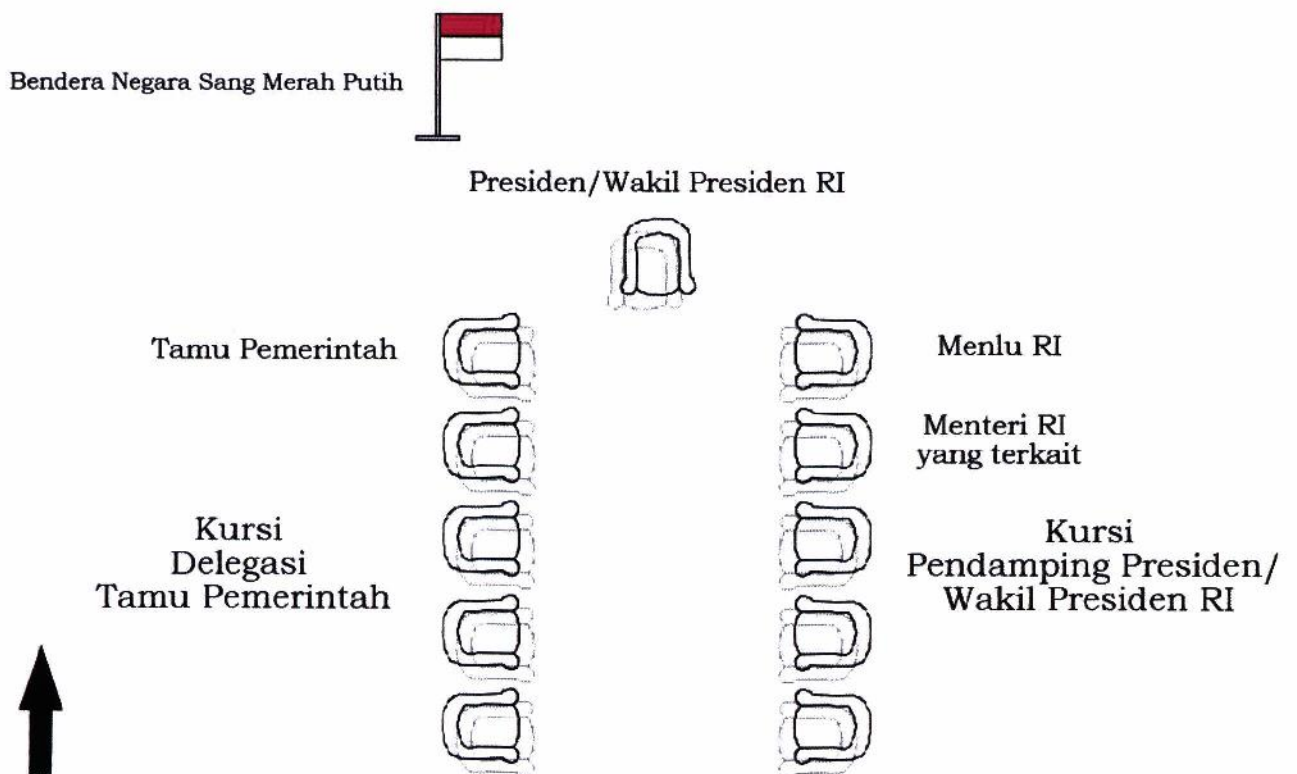 Bendera Negara Sang Merah Putih
Presiden/Wakil Presiden RI
Tamu Pemerintah
Menlu RI
Menteri RI
yang terkait
Kursi
Delegasi
Tamu Pemerintah
Kursi
Pendamping Presiden/
Wakil Presiden RI